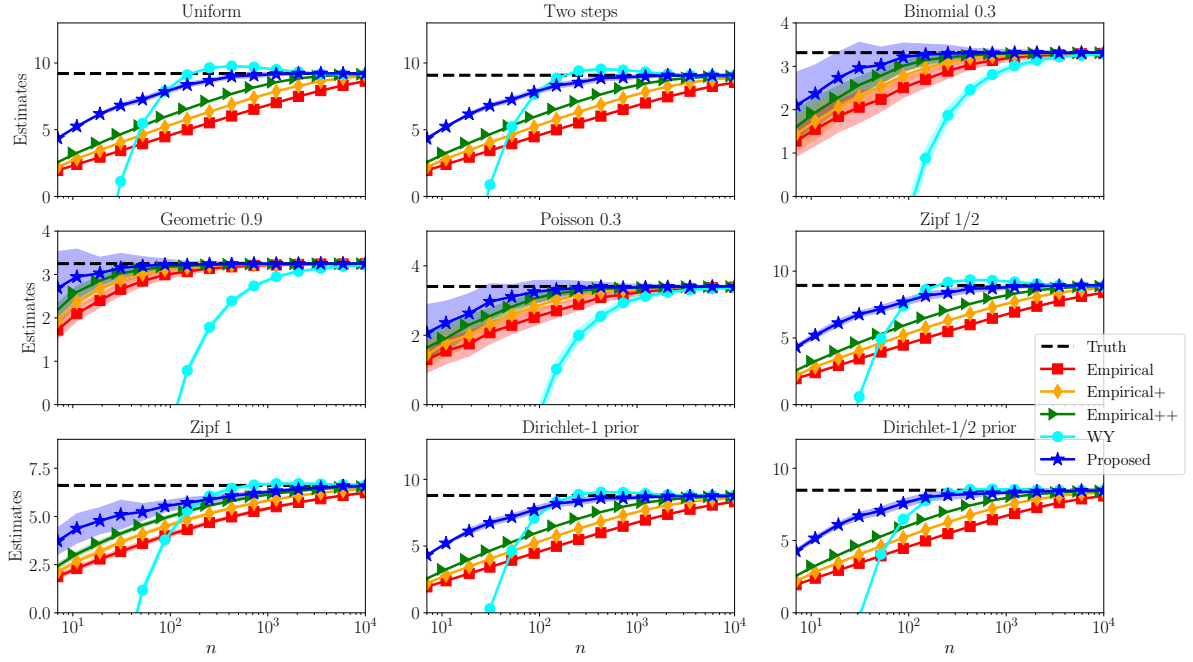 Uniform
Two steps
Binomial 0.3
Estimates
0
5
10
0
5
10
0
1
2
3
4
Geometric 0.9
Poisson 0.3
Zipf 1/2
Estimates
0
1
2
3
4
0
2
4
0
5
10
Truth
Empirical
Empirical+
Empirical++
WY
Proposed
Zipf 1
Dirichlet-1 prior
Dirichlet-1/2 prior
Estimates
0.0
2.5
5.0
7.5
0
5
10
0
5
10
10¹ 10² 10³ 10⁴
10¹ 10² 10³ 10⁴
10¹ 10² 10³ 10⁴
n
n
n